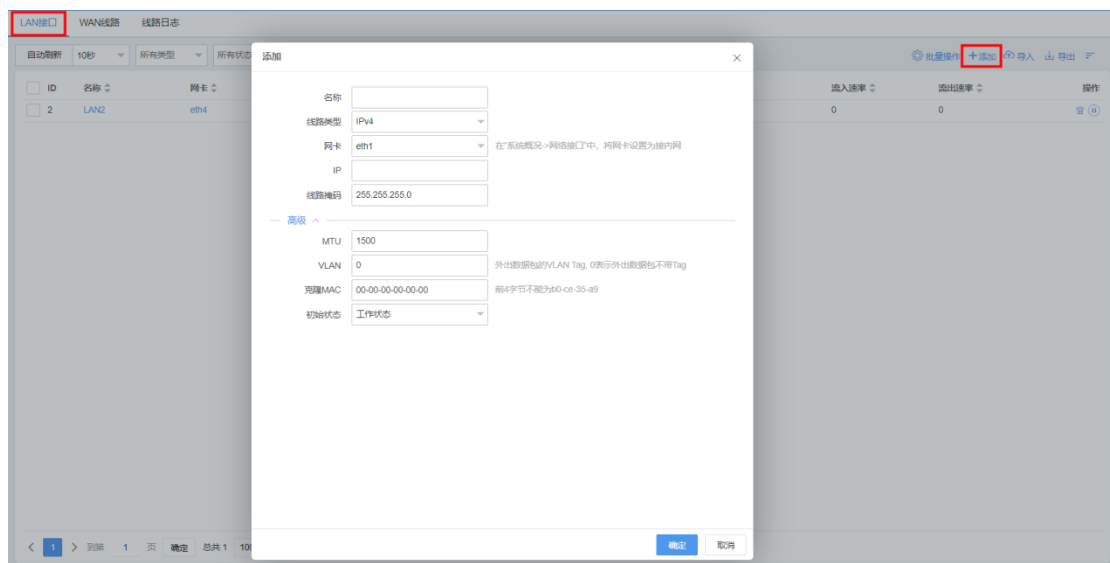 LAN接口 WAN线路 线路日志
自动刷新 10秒 所有类型 所有状态
批量操作 添加 导入 导出
添加
ID 名称 网卡 流入速率 流出速率 操作
2 LAN2 eth4 0 0
名称
线路类型 IPv4
网卡 eth1 在"系统概况->网络接口"中，将网卡设置为接内网
IP
线路掩码 255.255.255.0
高级
MTU 1500
VLAN 0 外出数据包的VLAN Tag, 0表示外出数据包不带Tag
克隆MAC 00-00-00-00-00-00 前4字节不能为b0-ce-35-a9
初始状态 工作状态
1 到第 1 页 确定 总共 1 100
确定 取消